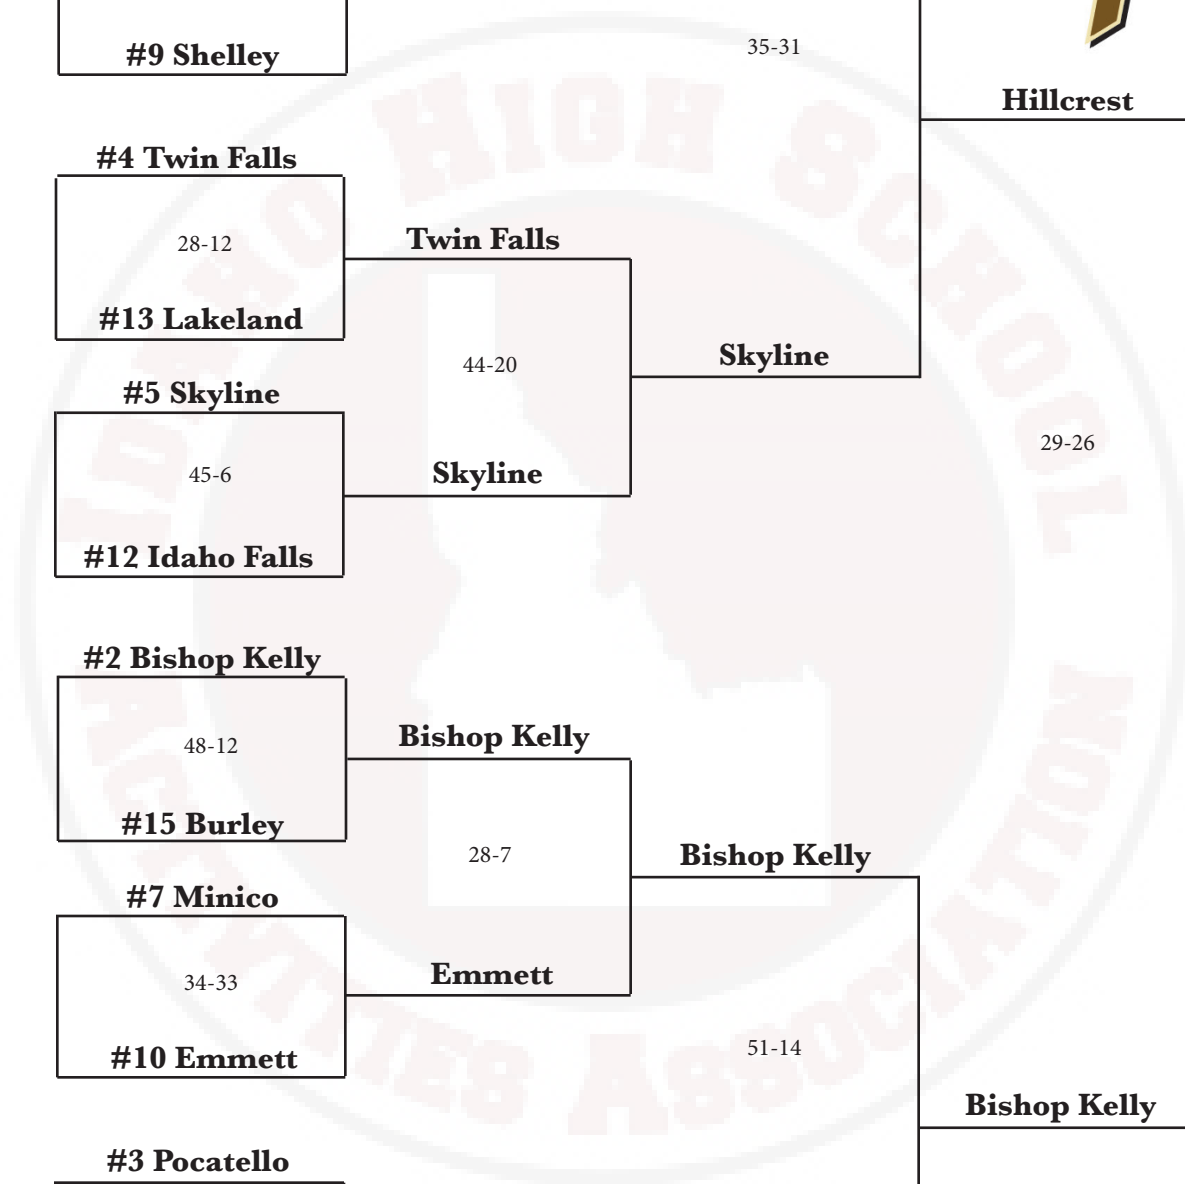 #9 Shelley
35-31
Hillcrest
#4 Twin Falls
28-12
Twin Falls
#13 Lakeland
44-20
Skyline
#5 Skyline
45-6
Skyline
29-26
#12 Idaho Falls
#2 Bishop Kelly
48-12
Bishop Kelly
#15 Burley
28-7
Bishop Kelly
#7 Minico
34-33
Emmett
#10 Emmett
51-14
Bishop Kelly
#3 Pocatello
IDAHO HIGH SCHOOL
ACTIVITIES ASSOCIATION